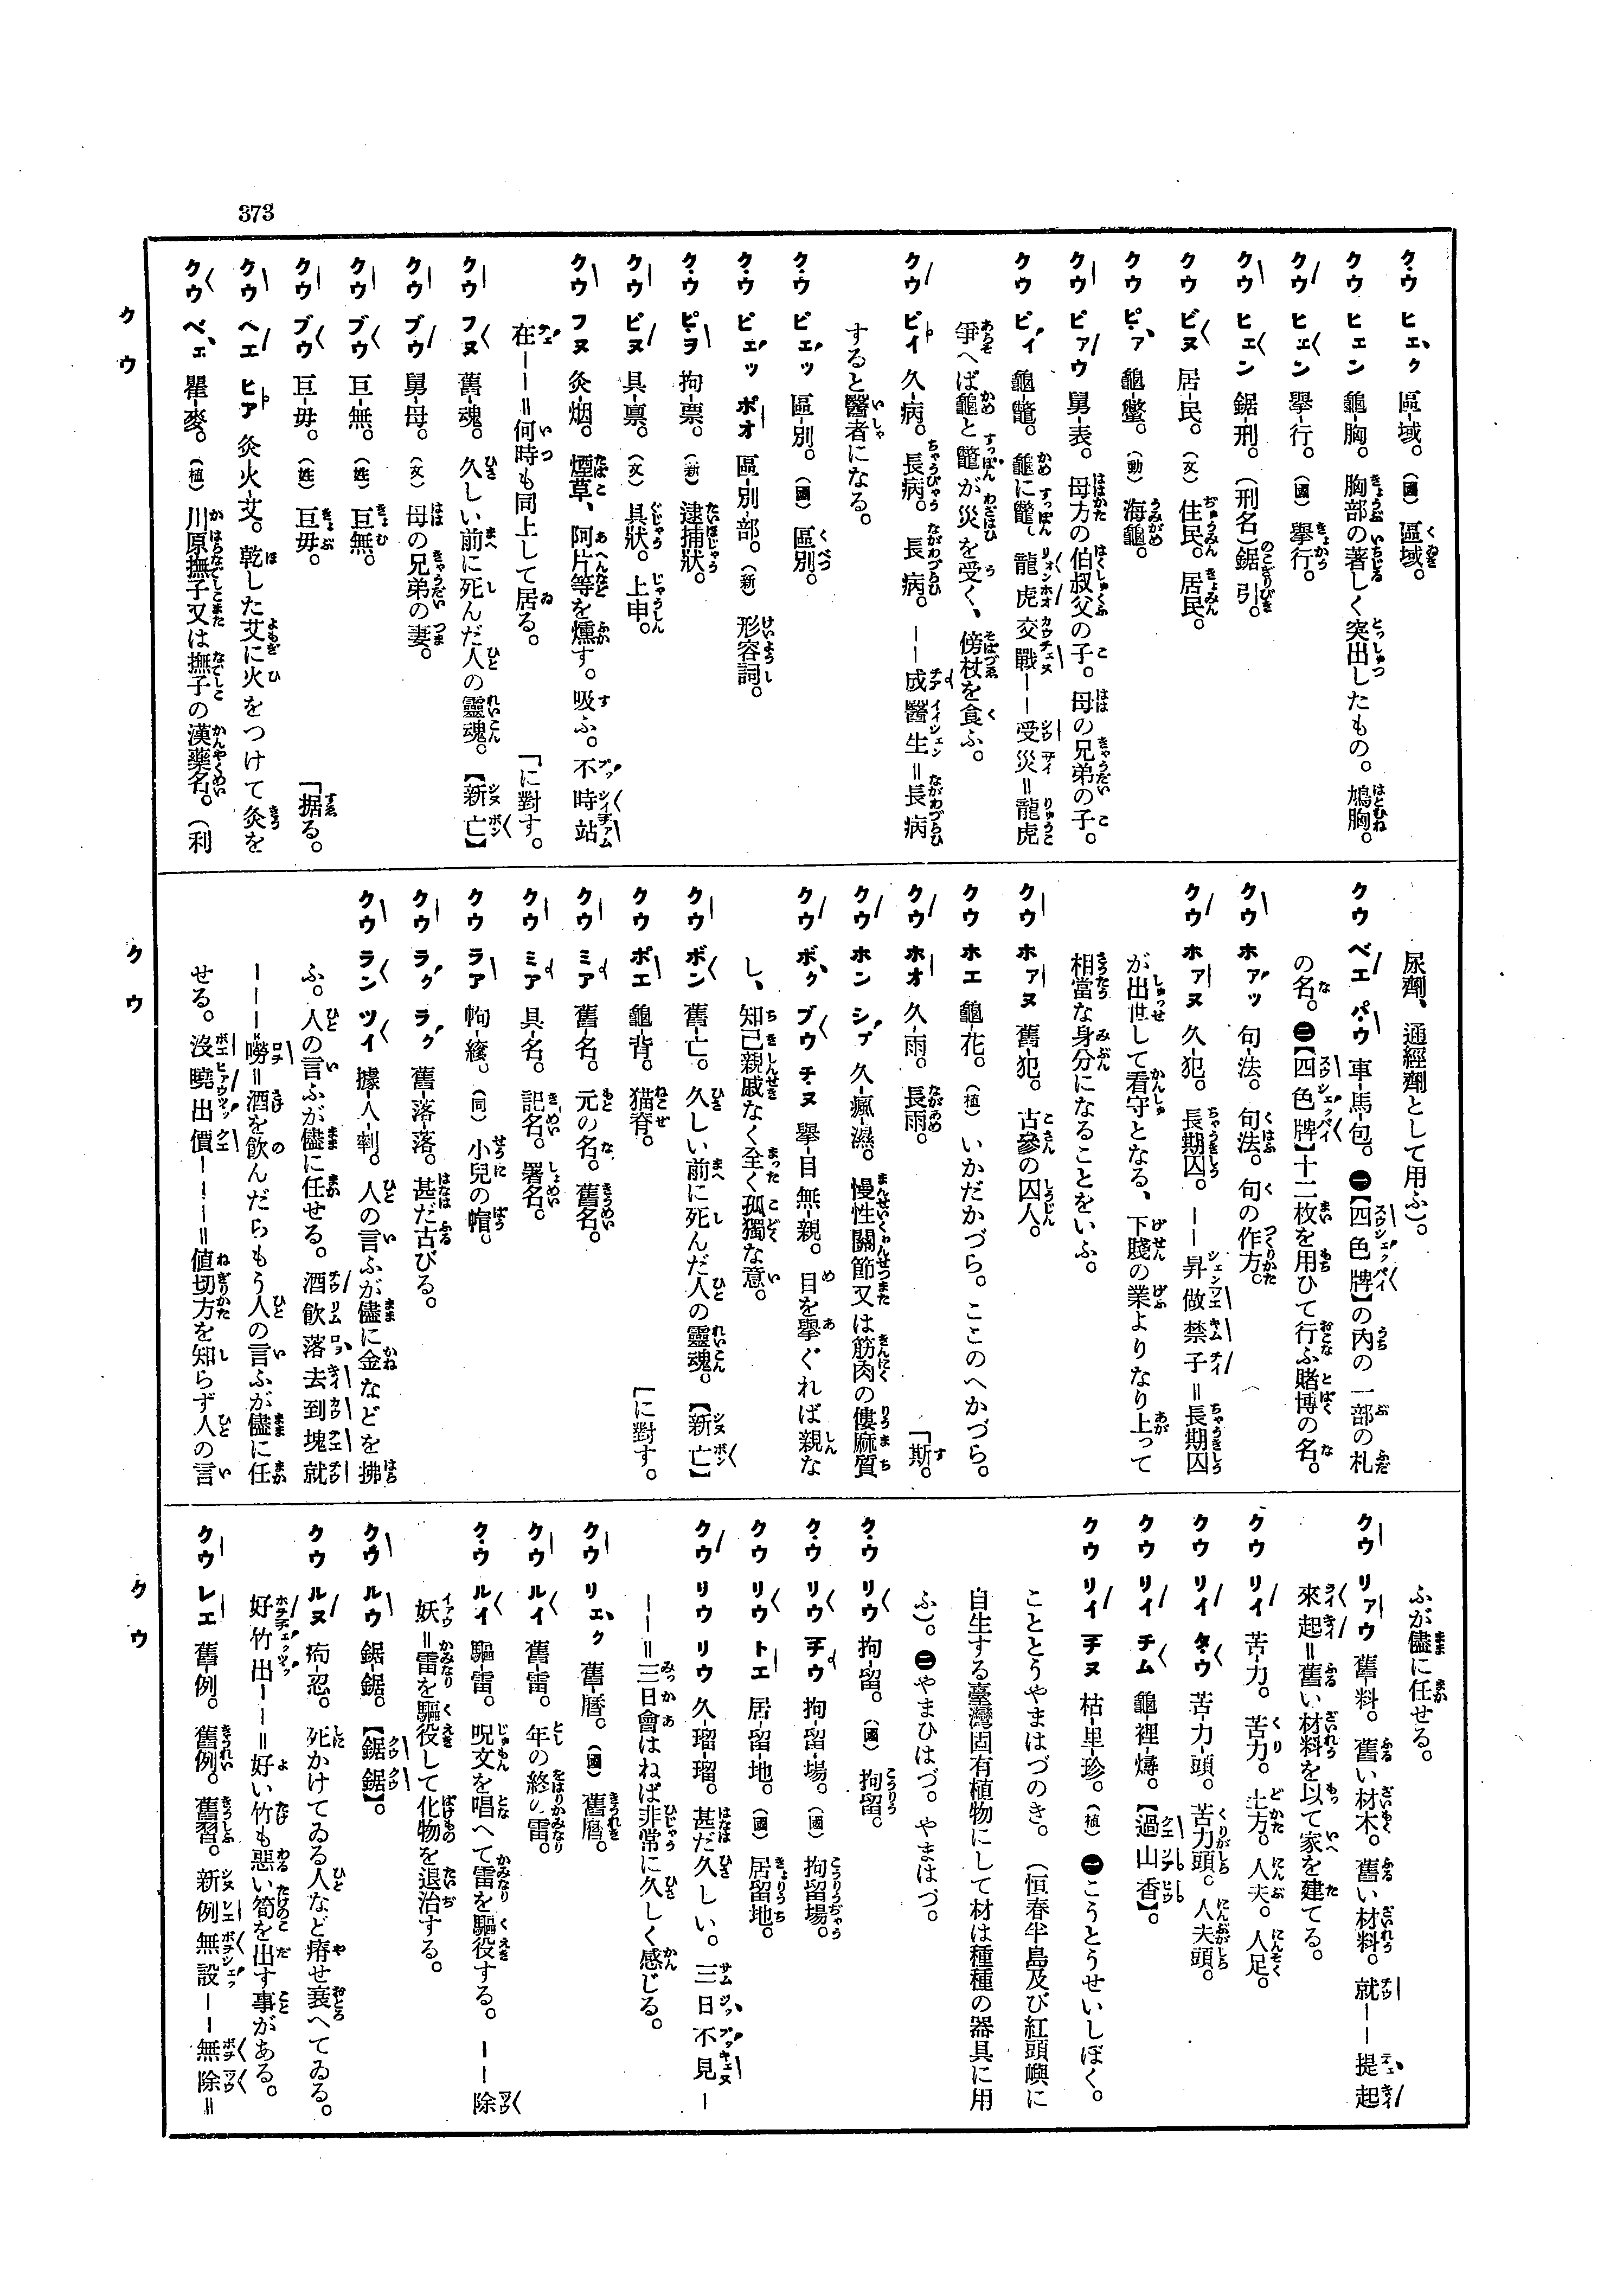 373
クウ ヒェク 區-域。（國）區域。
クウ ヒェン 龜-胸。胸部の著しく突出したもの。鳩胸。
クウ ヒェン 擧-行。（國）擧行。
クウ ヒェン 鋸-刑。（刑名）鋸引。
クウ ビヌ 居-民。（文）住民。居民。
クウ ピァ 龜-鼈。（動）海龜。
クウ ピァウ 舅-表。母方の伯叔父の子。母の兄弟の子。
クウ ピィ 龜-鼈。龜に鼈。龍虎交戰――受災＝龍虎
爭へば龜と鼈が災を受く、傍杖を食ふ。
クウ ピイ 久-病。長病。長病。――成醫生＝長病
すると醫者になる。
クウ ピェッ 區-別。（國）區別。
クウ ピェッ ポオ 區-別-部。（新）形容詞。
クウ ピヲ 拘-票。（新）逮捕狀。
クウ ピヌ 具-禀。（文）具狀。上申。
クウ フヌ 灸-烟。煙草、阿片等を燻す。吸ふ。不時站
在――＝何時も同上して居る。
「に對す。
クウ フヌ 舊-魂。久しい前に死んだ人の靈魂。【新亡】
クウ ブウ 舅-母。（文）母の兄弟の妻。
クウ ブウ 巨-無。（姓）巨無。
クウ ブウ 巨-毋。（姓）巨毋。
「据る。
クウ ヘエ ヒア 灸火-艾。乾した艾に火をつけて灸を
クウ ベェ 瞿-麥。（植）川原撫子又は撫子の漢藥名。（利
クウ
尿劑、通經劑として用ふ）。
クウ ベエ パウ 車-馬-包。㊀【四色牌】の內の一部の札
の名。㊁【四色牌】十二枚を用ひて行ふ賭博の名。
クウ ホァッ 句-法。句法。句の作方。
クウ ホァヌ 久-犯。長期囚。――昇做禁子＝長期囚
が出世して看守となる、下賤の業よりなり上って
相當な身分になることをいふ。
クウ ホァヌ 舊-犯。古參の囚人。
クウ ホエ 龜-花。（植）いかだかづら。ここのへかづら。
クウ ホオ 久-雨。長雨。
「斯。
クウ ホン シプ 久-瘋-濕。慢性關節又は筋肉の僂麻質
クウ ボク ブウ チヌ 擧-目無-親。目を擧ぐれば親な
し、知己親戚なく全く孤獨な意。
クウ ボン 舊-亡。久しい前に死んだ人の靈魂。【新亡】
「に對す。
クウ ポエ 龜-背。猫脊。
クウ ミア 舊-名。元の名。舊名。
クウ ミア 具-名。記名。署名。
クウ ラア 帕-綾。（同）小兒の帽。
クウ ラク ラク 舊-落-落。甚だ古びる。
クウ ラン ツイ 據-人-剸。人の言ふが儘に金などを拂
ふ。人の言ふが儘に任せる。酒飮落去到塊就
―――嘮＝酒を飮んだらもう人の言ふが儘に任
せる。沒曉出價―――＝値切方を知らず人の言
クウ
ふが儘に任せる。
クウ リァウ 舊-料。舊い材木。舊い材料。就――提起
來起＝舊い材料を以て家を建てる。
クウ リイ 苦-力。苦力。土方。人夫。人足。
クウ リイ タウ 苦力-頭。苦力頭。人夫頭。
クウ リイ チム 龜-裡-燖。【過山香】。
クウ リイ チヌ 枯-里-珍。（植）㊀こうとうせいしぼく。
こととうやまはづのき。（恒春半島及び紅頭嶼に
自生する臺灣固有植物にして材は種種の器具に用
ふ）。㊁やまひはづ。やまはづ。
クウ リウ 拘-留。（國）拘留。
クウ リウ チウ 拘-留-場。（國）拘留場。
クウ リウ トエ 居-留-地。（國）居留地。
クウ リウ リウ 久-瑠-瑠。甚だ久しい。三日不見―
――＝三日會はねば非常に久しく感じる。
クウ リェク 舊-曆。（國）舊曆。
クウ ルイ 舊-雷。年の終の雷。
クウ ルイ 驅-雷。呪文を唱へて雷を驅役する。――除
妖＝雷を驅役して化物を退治する。
クウ ルウ 鋸-鋸。【鋸鋸】。
クウ ルヌ 痀-忍。死かけてゐる人など瘠せ衰へてゐる。
好竹出――＝好い竹も惡い筍を出す事がある。
クウ レエ 舊-例。舊例。舊習。新例無設――無除＝
クウ